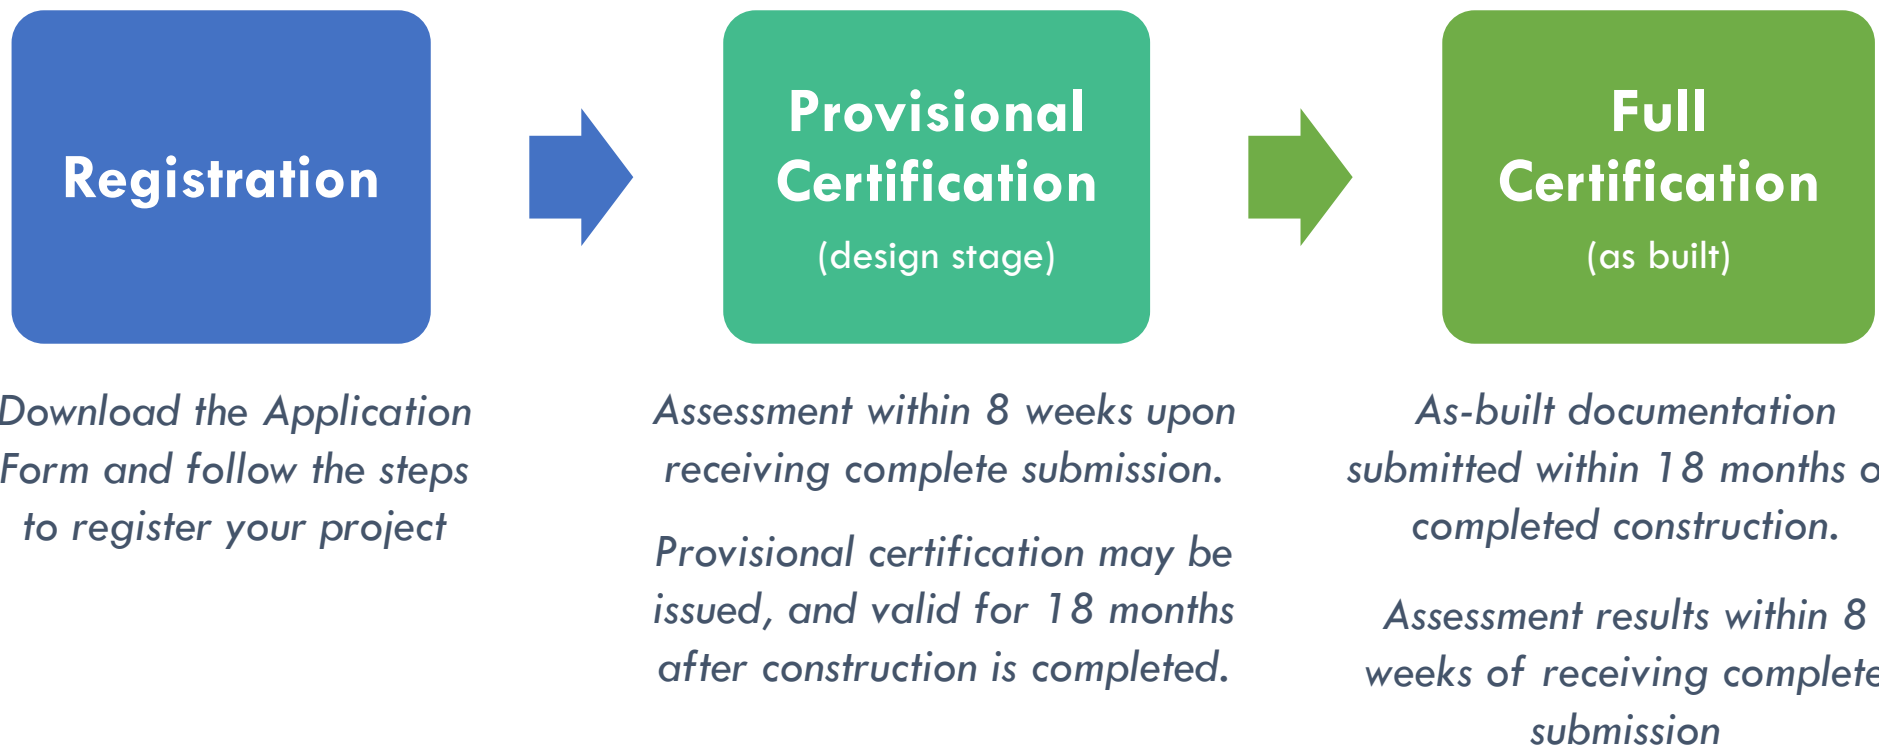 Registration
Download the Application
Form and follow the steps
to register your project
Provisional
Certification
(design stage)
Assessment within 8 weeks upon
receiving complete submission.
Provisional certification may be
issued, and valid for 18 months
after construction is completed.
Full
Certification
(as built)
As-built documentation
submitted within 18 months
completed construction.
Assessment results within 8
weeks of receiving complete
submission